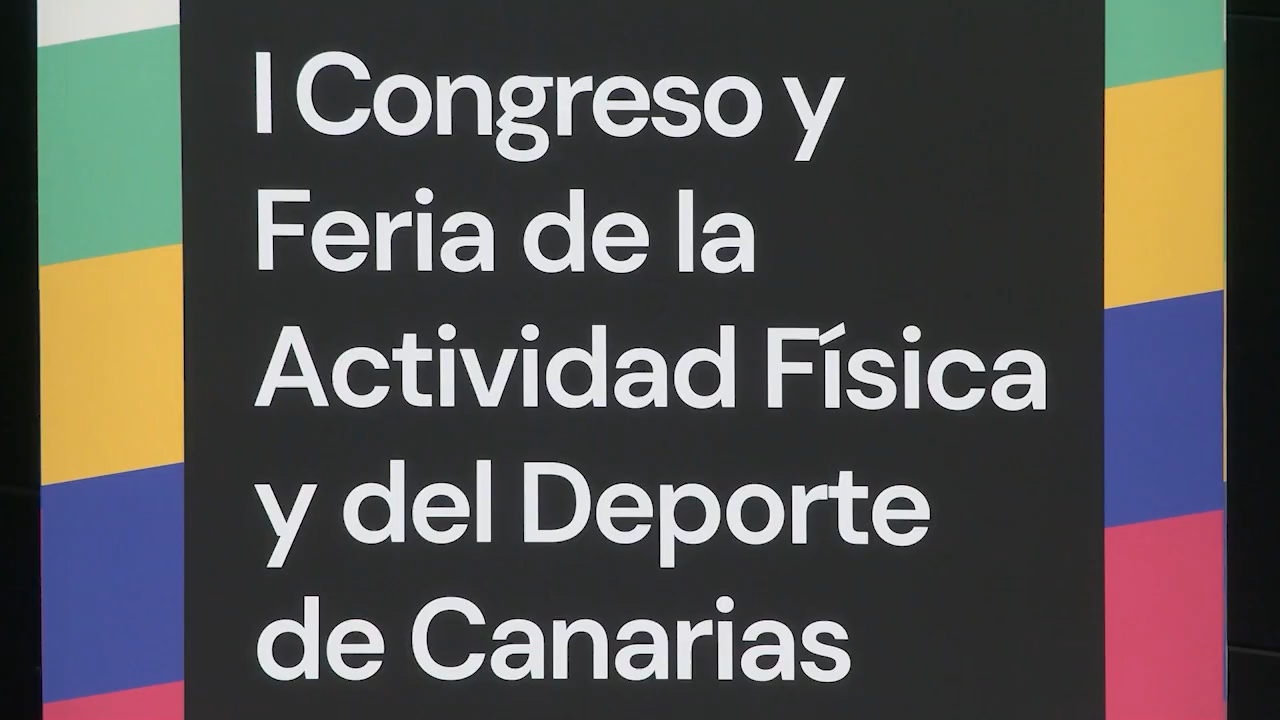 I Congreso y
Feria de la
Actividad Física
y del Deporte
de Canarias